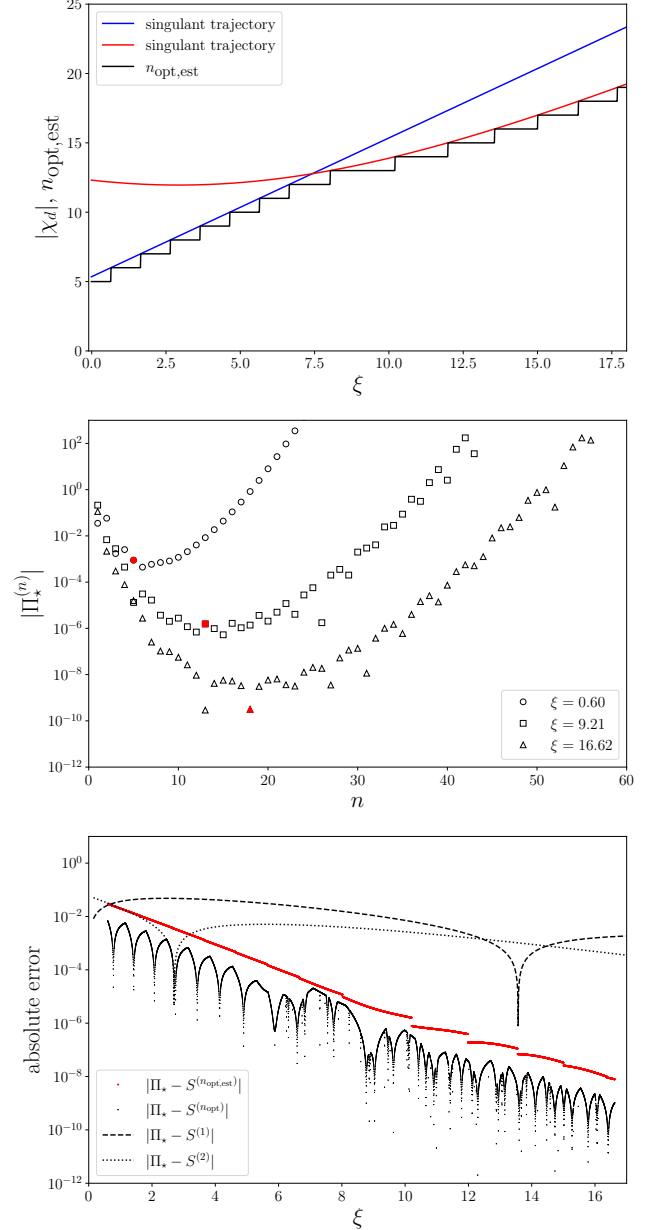 singulant trajectory
singulant trajectory
n_opt,est
|χ_d|, n_opt,est
25
20
15
10
5
0
0.0 2.5 5.0 7.5 10.0 12.5 15.0 17.5
ξ
|Π_⋆^(n)|
10^2
10^0
10^−2
10^−4
10^−6
10^−8
10^−10
10^−12
ξ = 0.60
ξ = 9.21
ξ = 16.62
0 10 20 30 40 50 60
n
absolute error
10^0
10^−2
10^−4
10^−6
10^−8
10^−10
10^−12
|Π_⋆ − S^(n_opt,est)|
|Π_⋆ − S^(n_opt)|
|Π_⋆ − S^(1)|
|Π_⋆ − S^(2)|
0 2 4 6 8 10 12 14 16
ξ